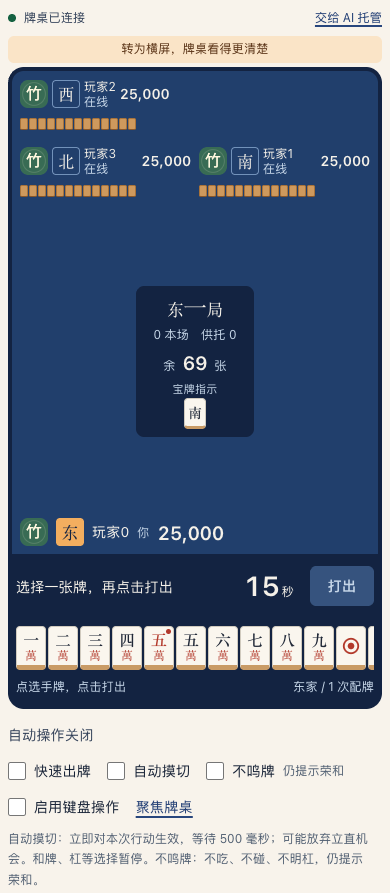 牌桌已连接
交给 AI 托管
转为横屏，牌桌看得更清楚
竹 西 玩家2 在线 25,000
竹 北 玩家3 在线 25,000
竹 南 玩家1 在线 25,000
东一局
0 本场 供托 0
余 69 张
宝牌指示
南
竹 东 玩家0 你 25,000
选择一张牌，再点击打出
15秒
打出
一萬 二萬 三萬 四萬 五萬 五萬 六萬 七萬 八萬 九萬
点选手牌，点击打出
东家 / 1 次配牌
自动操作关闭
快速出牌 自动摸切 不鸣牌 仍提示荣和
启用键盘操作 聚焦牌桌
自动摸切：立即对本次行动生效，等待 500 毫秒；可能放弃立直机
会。和牌、杠等选择暂停。不鸣牌：不吃、不碰、不明杠，仍提示
荣和。